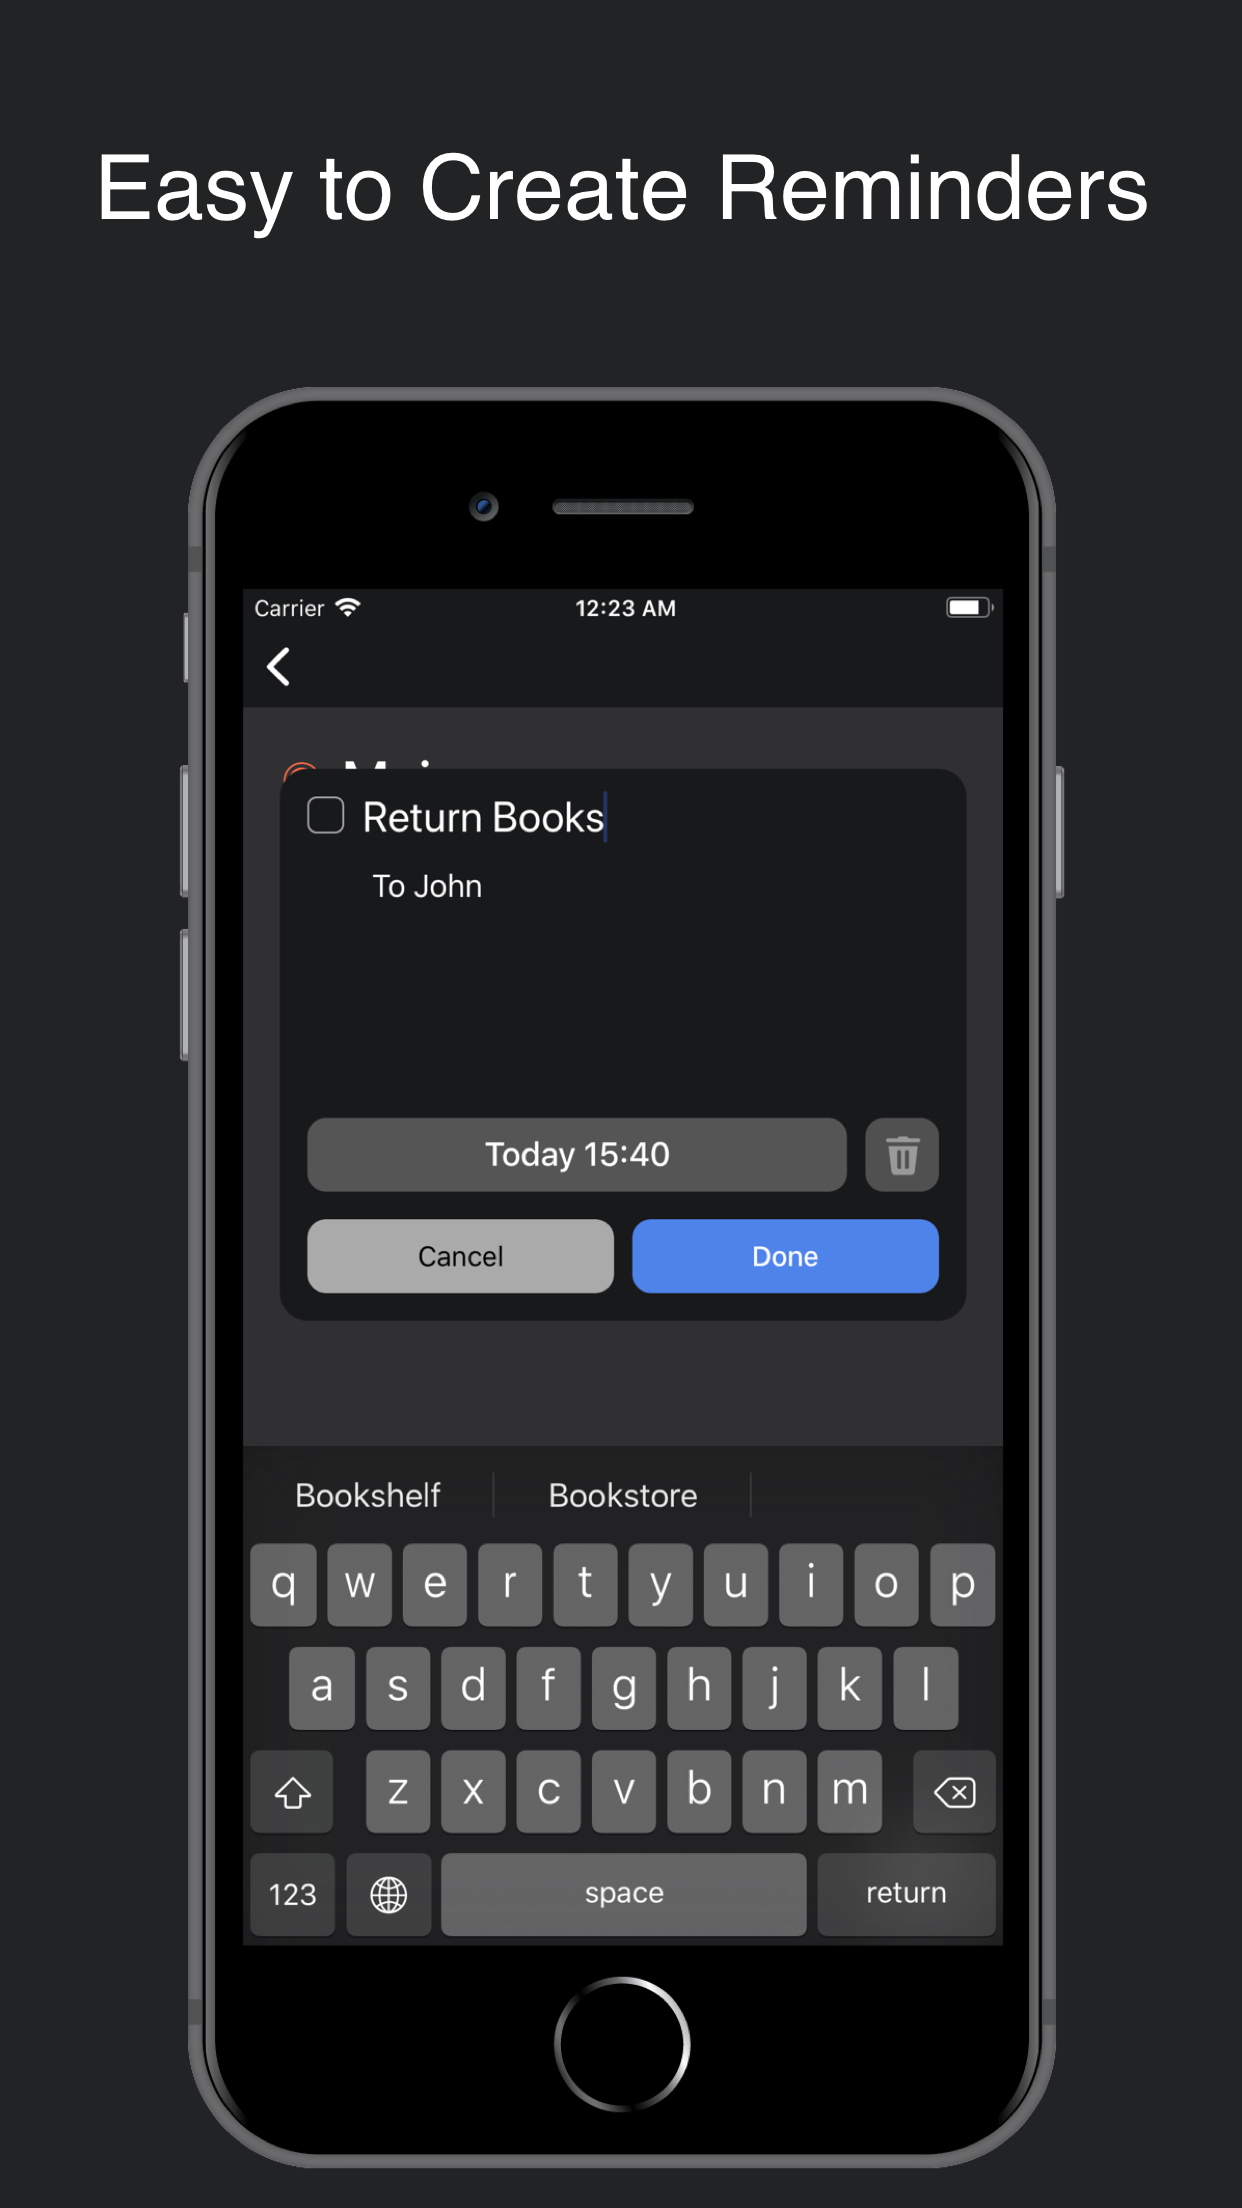 Easy to Create Reminders
Carrier 12:23 AM
Return Books
To John
Today 15:40
Cancel Done
Bookshelf Bookstore
q w e r t y u i o p
a s d f g h j k l
z x c v b n m
123 space return